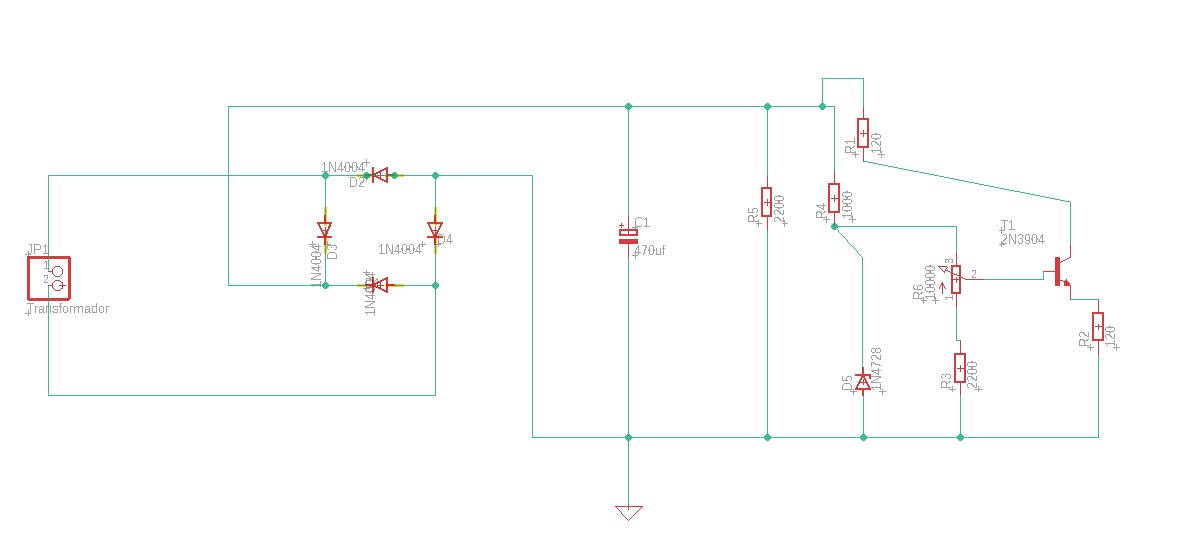 1N4004
D2
D3
1N4004
1N4004
D4
1N4004
JP1
1
2
Transformador
C1
470uf
R5
2200
R4
1000
R1
120
D5
1N4728
R6
10000
3
2
1
R3
2200
T1
2N3904
R2
120